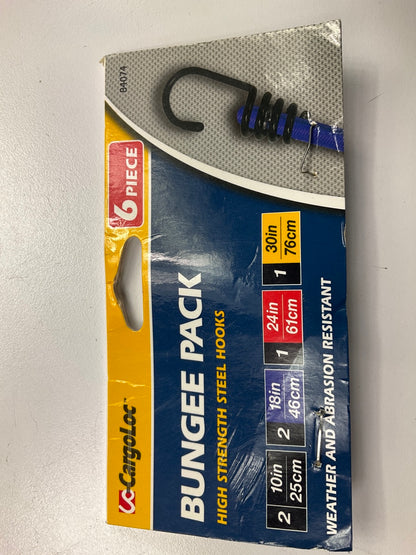 CargoLoc™
6 PIECE
84074
BUNGEE PACK
HIGH STRENGTH STEEL HOOKS
2 10in 25cm
2 18in 46cm
1 24in 61cm
1 30in 76cm
WEATHER AND ABRASION RESISTANT